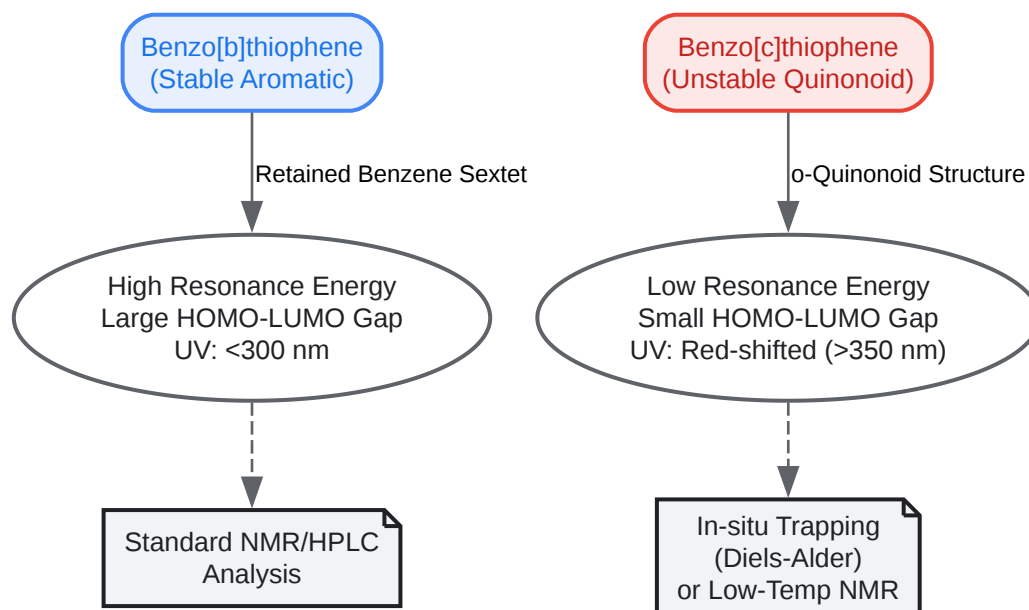 Benzo[b]thiophene
(Stable Aromatic)
Benzo[c]thiophene
(Unstable Quinonoid)
Retained Benzene Sextet
o-Quinonoid Structure
High Resonance Energy
Large HOMO-LUMO Gap
UV: <300 nm
Low Resonance Energy
Small HOMO-LUMO Gap
UV: Red-shifted (>350 nm)
Standard NMR/HPLC
Analysis
In-situ Trapping
(Diels-Alder)
or Low-Temp NMR